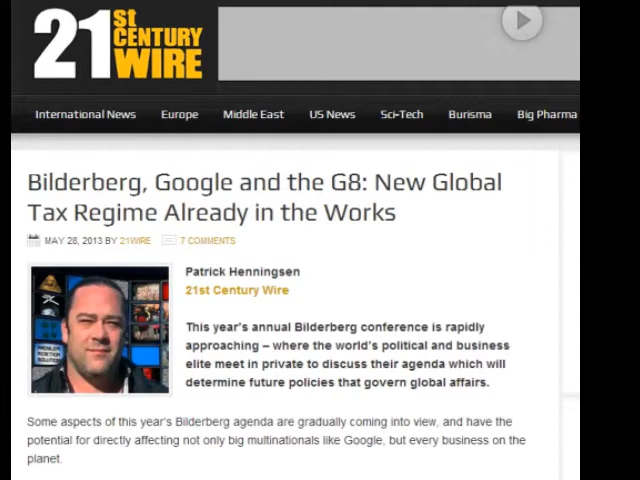 21st CENTURY WIRE
International News Europe Middle East US News Sci-Tech Burisma Big Pharma
Bilderberg, Google and the G8: New Global
Tax Regime Already in the Works
MAY 28, 2013 BY 21WIRE 7 COMMENTS
Patrick Henningsen
21st Century Wire
This year's annual Bilderberg conference is rapidly
approaching – where the world's political and business
elite meet in private to discuss their agenda which will
determine future policies that govern global affairs.
Some aspects of this year's Bilderberg agenda are gradually coming into view, and have the
potential for directly affecting not only big multinationals like Google, but every business on the
planet.